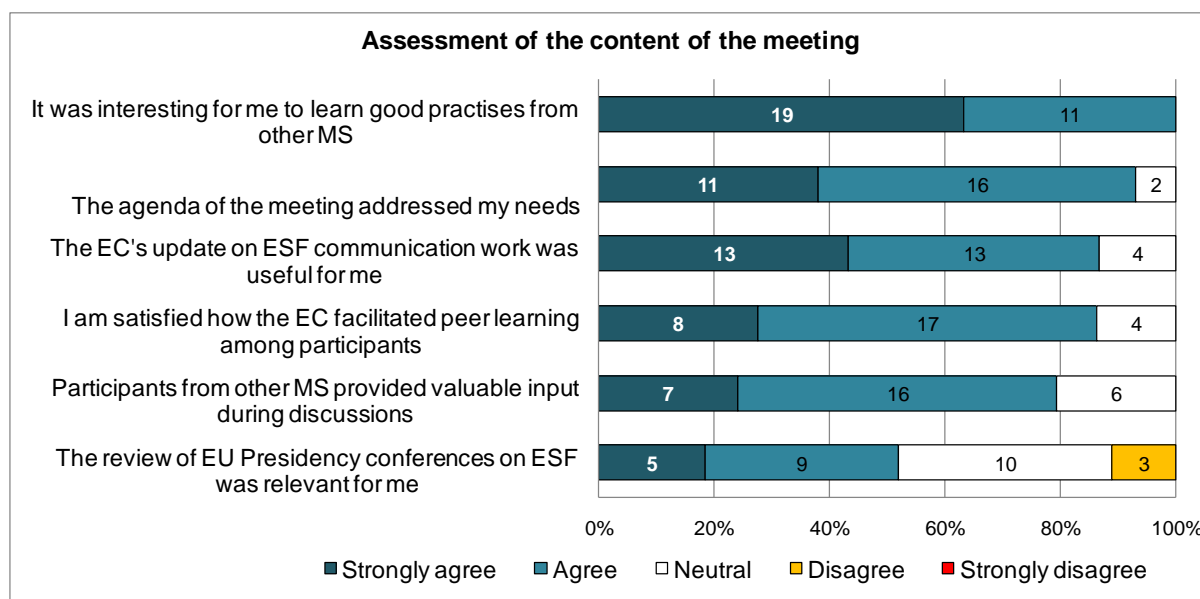 Assessment of the content of the meeting
It was interesting for me to learn good practises from
other MS
19 11
The agenda of the meeting addressed my needs
11 16 2
The EC's update on ESF communication work was
useful for me
13 13 4
I am satisfied how the EC facilitated peer learning
among participants
8 17 4
Participants from other MS provided valuable input
during discussions
7 16 6
The review of EU Presidency conferences on ESF
was relevant for me
5 9 10 3
0% 20% 40% 60% 80% 100%
Strongly agree Agree Neutral Disagree Strongly disagree